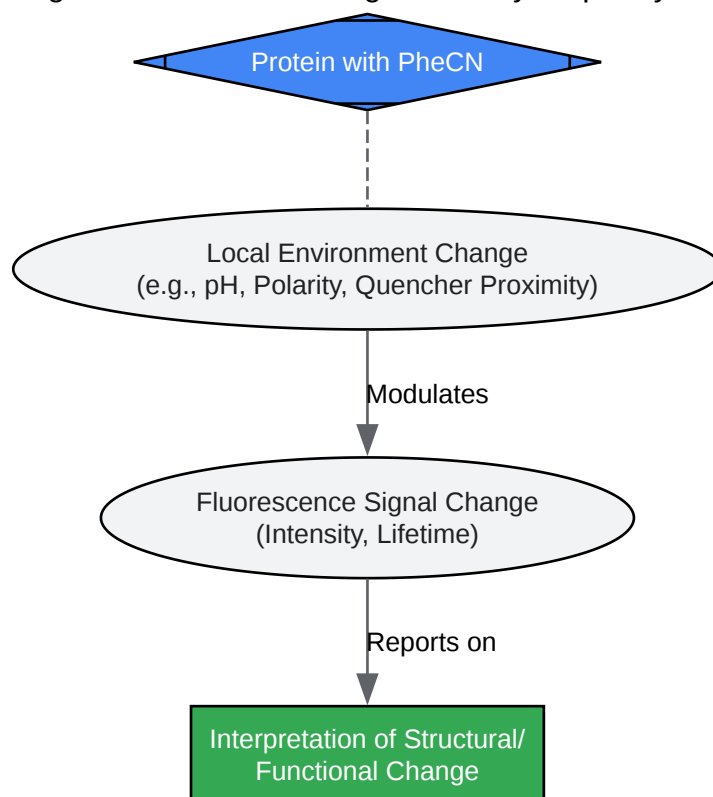 Protein with PheCN
Local Environment Change
(e.g., pH, Polarity, Quencher Proximity)
Modulates
Fluorescence Signal Change
(Intensity, Lifetime)
Reports on
Interpretation of Structural/
Functional Change